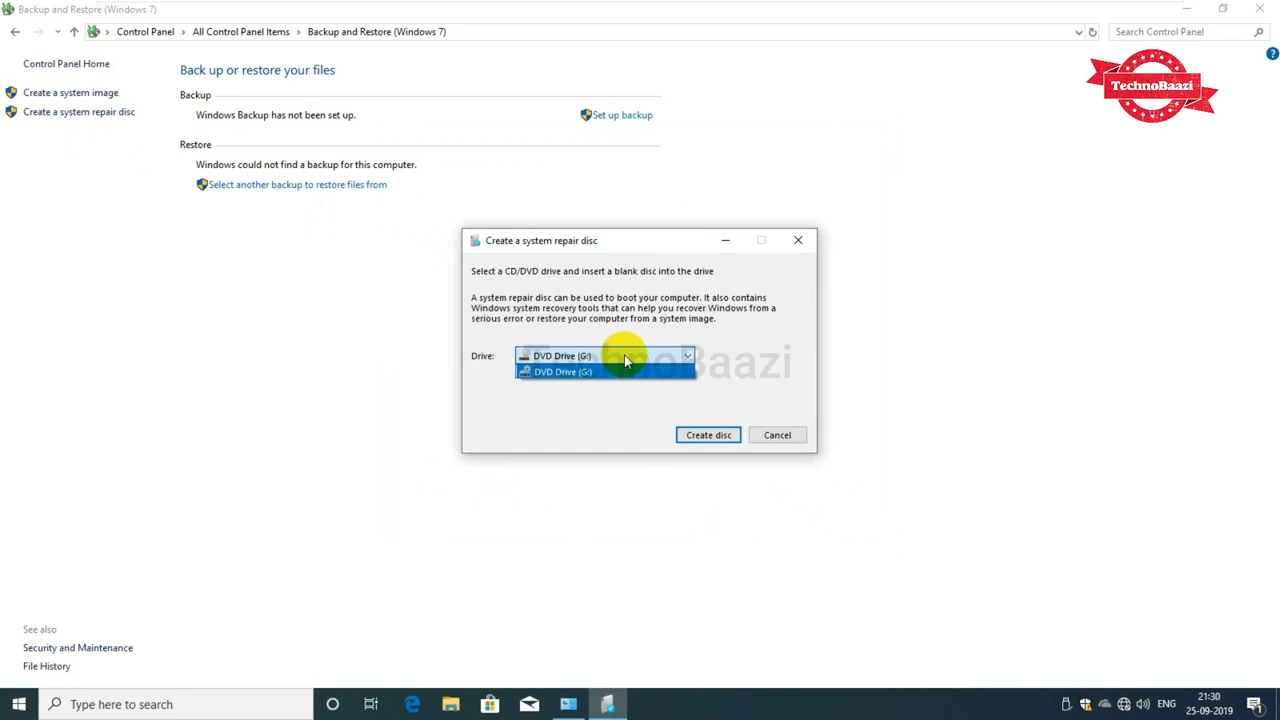 Backup and Restore (Windows 7)
Control Panel
All Control Panel Items
Backup and Restore (Windows 7)
Search Control Panel
Control Panel Home
Create a system image
Create a system repair disc
Back up or restore your files
Backup
Windows Backup has not been set up.
Set up backup
Restore
Windows could not find a backup for this computer.
Select another backup to restore files from
TechnoBaazi
Create a system repair disc
Select a CD/DVD drive and insert a blank disc into the drive
A system repair disc can be used to boot your computer. It also contains
Windows system recovery tools that can help you recover Windows from a
serious error or restore your computer from a system image.
Drive:
DVD Drive (G:)
DVD Drive (G:)
TechnoBaazi
Create disc
Cancel
See also
Security and Maintenance
File History
Type here to search
ENG
21:30
25-09-2019
1